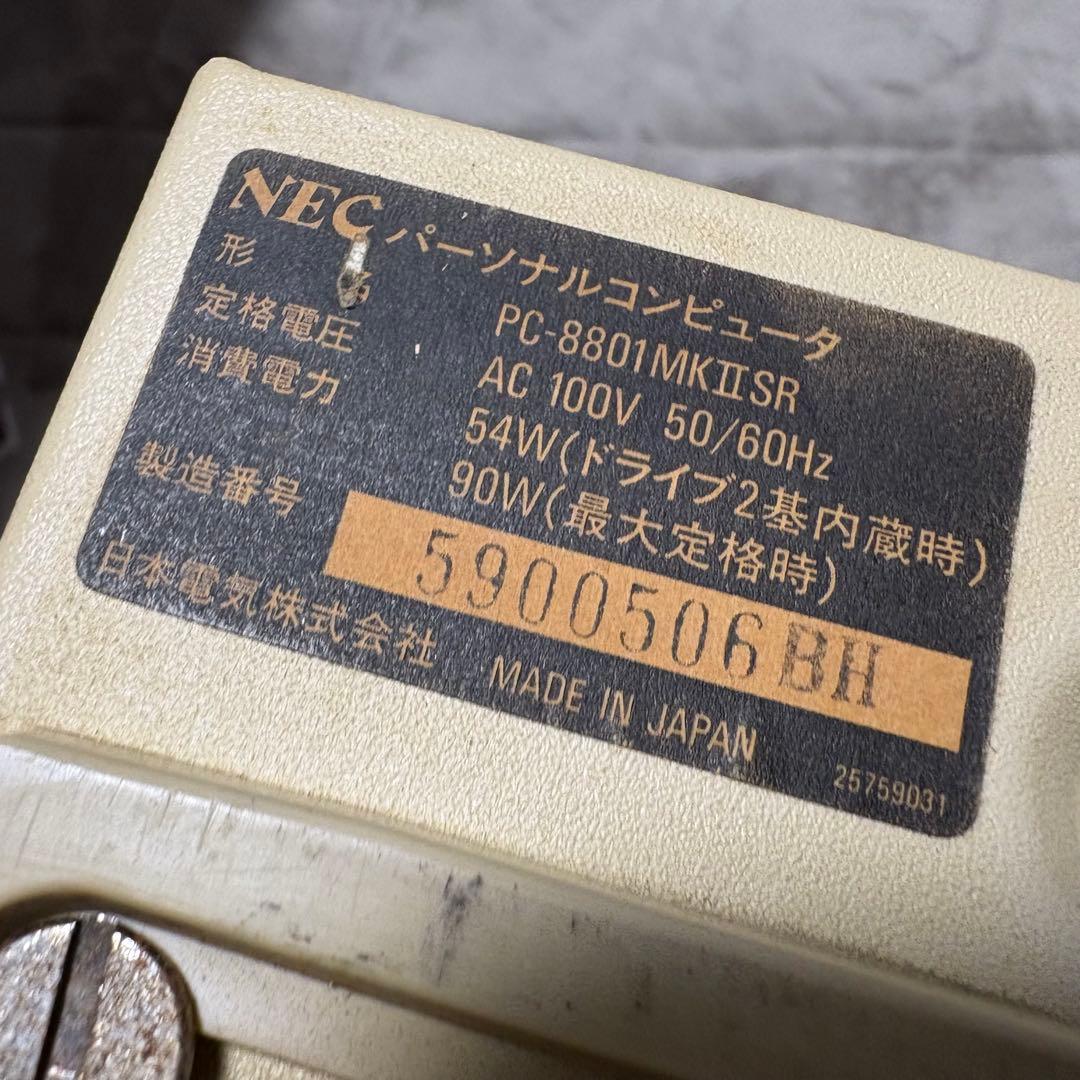 NEC パーソナルコンピュータ
形 名 PC-8801MKⅡSR
定格電圧 AC 100V 50/60Hz
消費電力 54W(ドライブ2基内蔵時)
90W(最大定格時)
製造番号 5900506BH
日本電気株式会社 MADE IN JAPAN
25759031